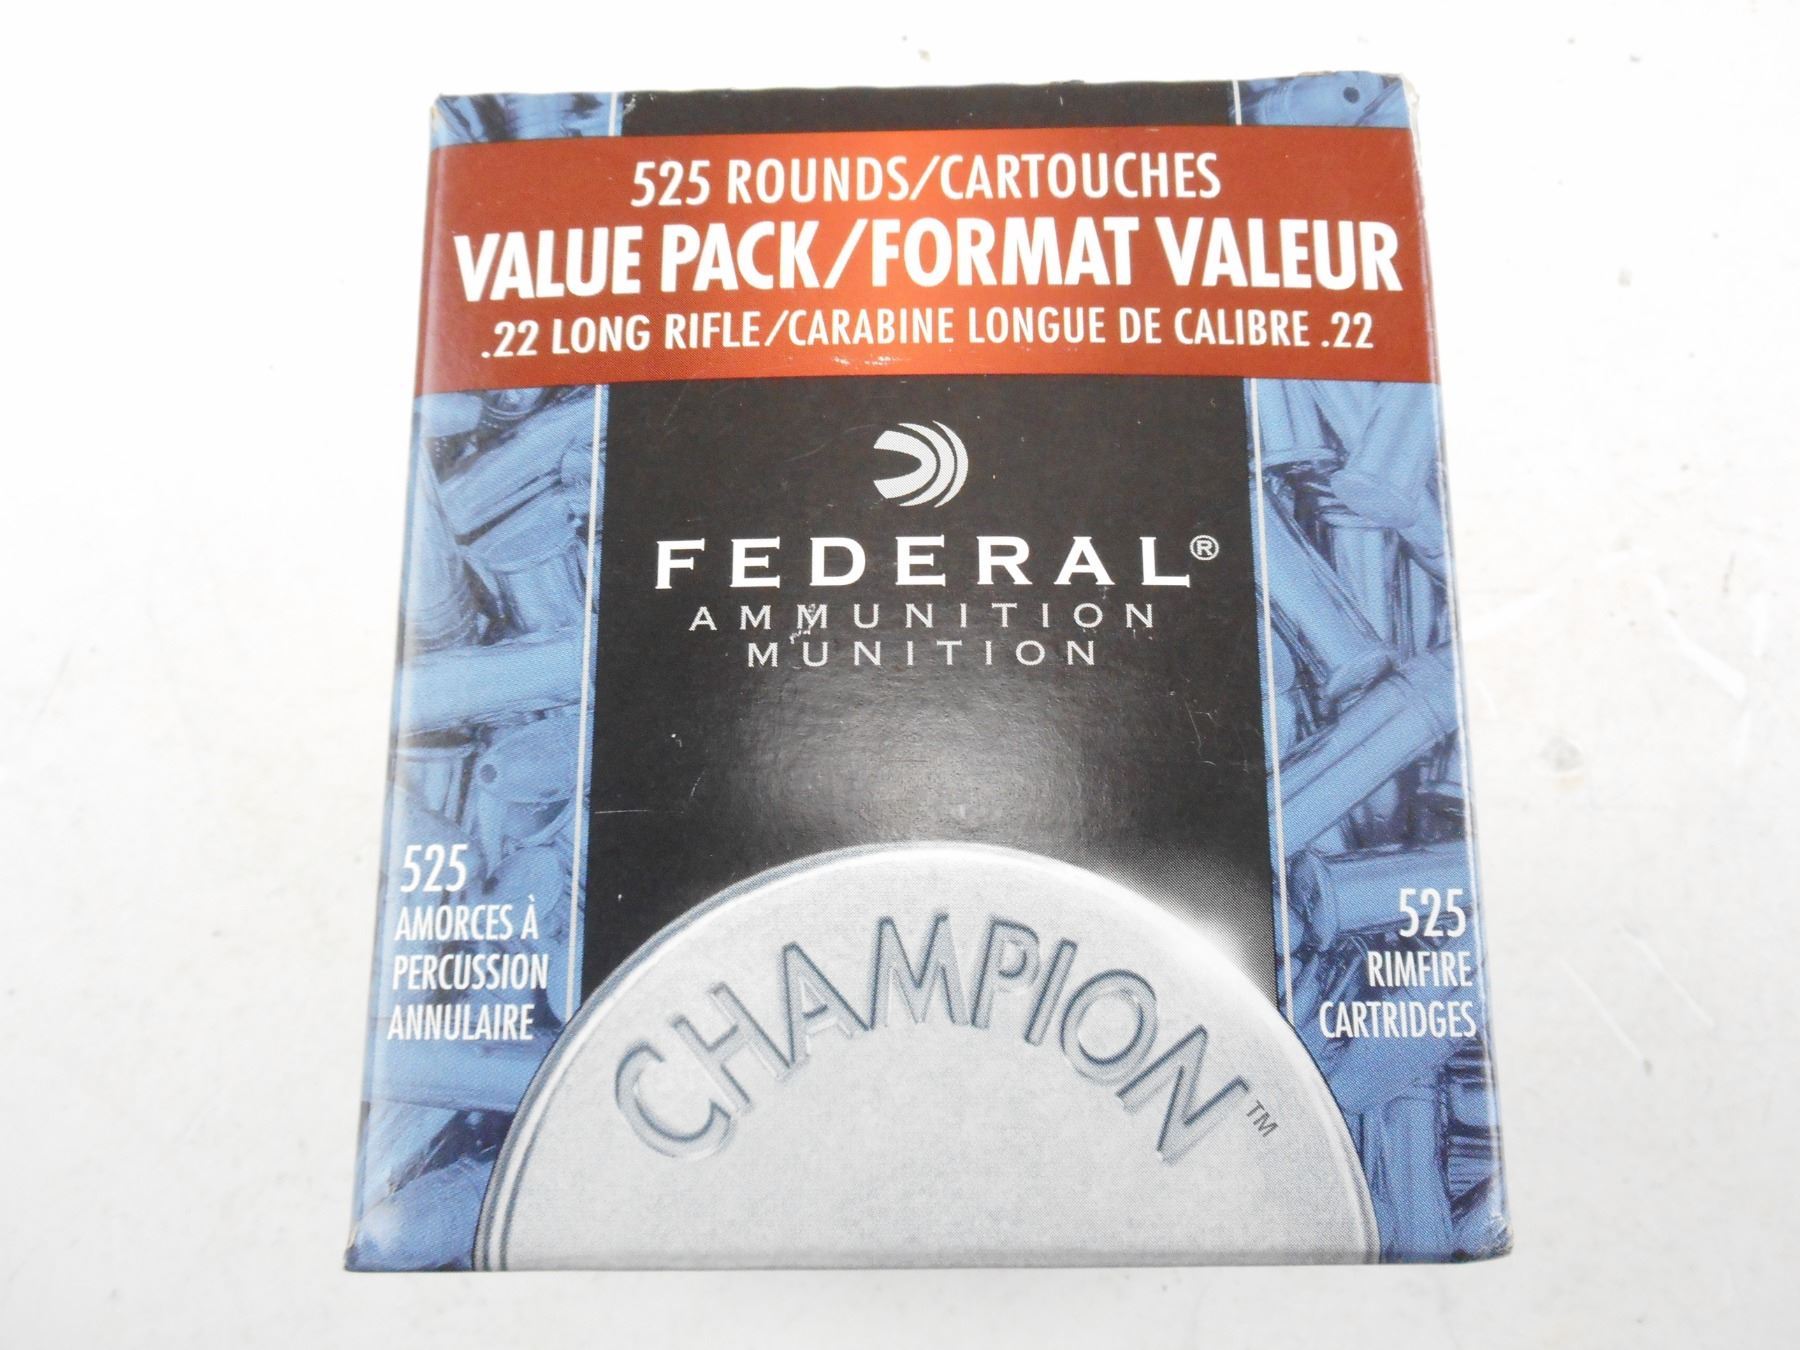 525 ROUNDS/CARTOUCHES
VALUE PACK/FORMAT VALEUR
.22 LONG RIFLE/CARABINE LONGUE DE CALIBRE .22
FEDERAL®
AMMUNITION
MUNITION
525
AMORCES À
PERCUSSION
ANNULAIRE
525
RIMFIRE
CARTRIDGES
CHAMPION™